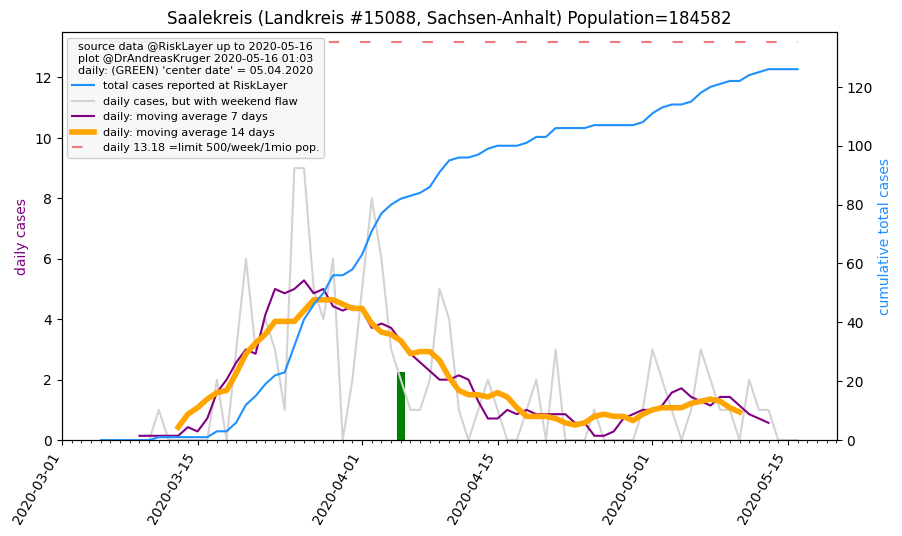 Saalekreis (Landkreis #15088, Sachsen-Anhalt) Population=184582
source data @RiskLayer up to 2020-05-16
plot @DrAndreasKruger 2020-05-16 01:03
daily: (GREEN) 'center date' = 05.04.2020
total cases reported at RiskLayer
daily cases, but with weekend flaw
daily: moving average 7 days
daily: moving average 14 days
daily 13.18 =limit 500/week/1mio pop.
daily cases
12
10
8
6
4
2
0
120
100
80
60
40
20
0
cumulative total cases
2020-03-01
2020-03-15
2020-04-01
2020-04-15
2020-05-01
2020-05-15